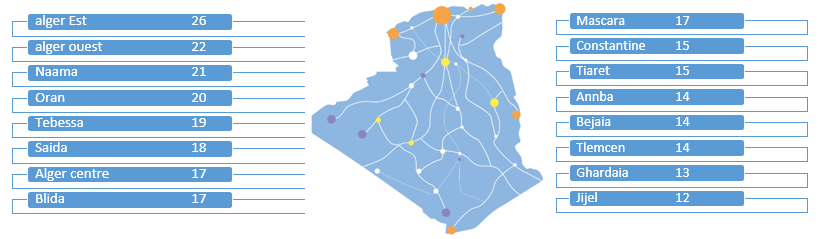 alger Est 26
alger ouest 22
Naama 21
Oran 20
Tebessa 19
Saida 18
Alger centre 17
Blida 17
Mascara 17
Constantine 15
Tiaret 15
Annba 14
Bejaia 14
Tlemcen 14
Ghardaia 13
Jijel 12